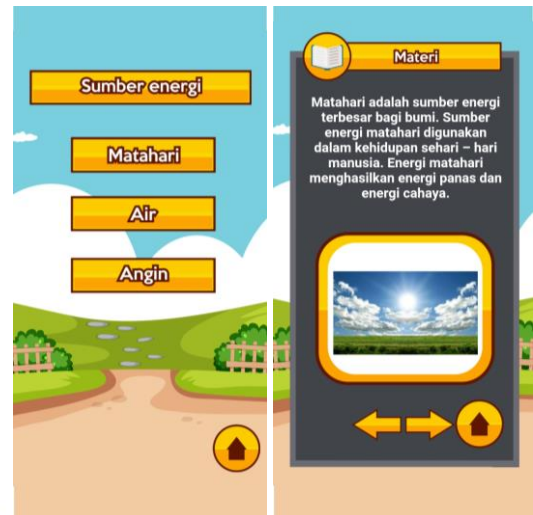 Sumber energi
Matahari
Air
Angin
Materi
Matahari adalah sumber energi
terbesar bagi bumi. Sumber
energi matahari digunakan
dalam kehidupan sehari – hari
manusia. Energi matahari
menghasilkan energi panas dan
energi cahaya.